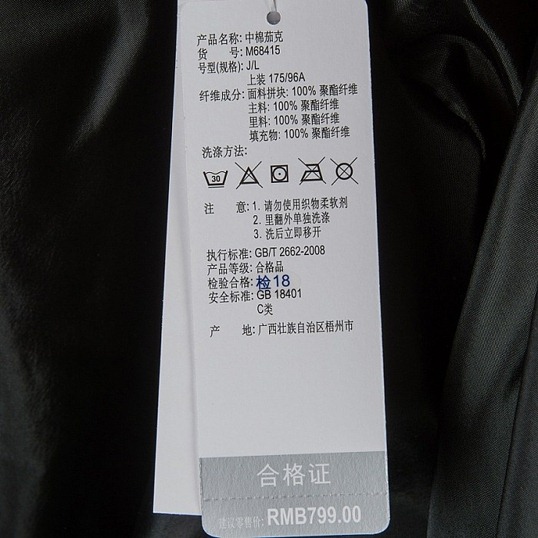 产品名称: 中棉茄克
货 号: M68415
号型(规格): J/L
上装 175/96A
纤维成分: 面料拼块: 100% 聚酯纤维
主料: 100% 聚酯纤维
里料: 100% 聚酯纤维
填充物: 100% 聚酯纤维
洗涤方法:
30
注 意: 1. 请勿使用织物柔软剂
2. 里翻外单独洗涤
3. 洗后立即移开
执行标准: GB/T 2662-2008
产品等级: 合格品
检验合格: 检18
安全标准: GB 18401
C类
产 地: 广西壮族自治区梧州市
合格证
建议零售价: RMB799.00